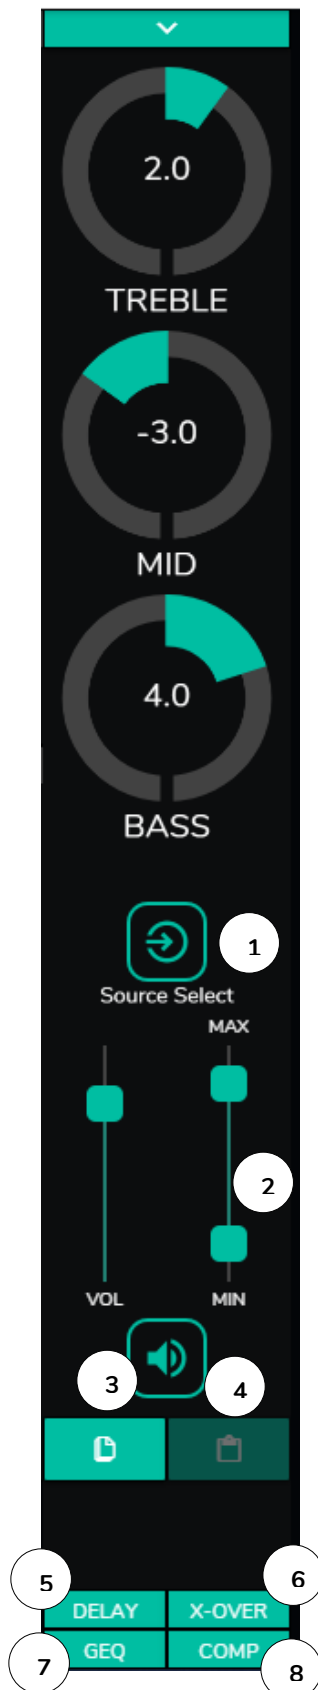 2.0
TREBLE
-3.0
MID
4.0
BASS
1
Source Select
MAX
2
VOL MIN
3 4
5 6
DELAY X-OVER
GEQ COMP
7 8